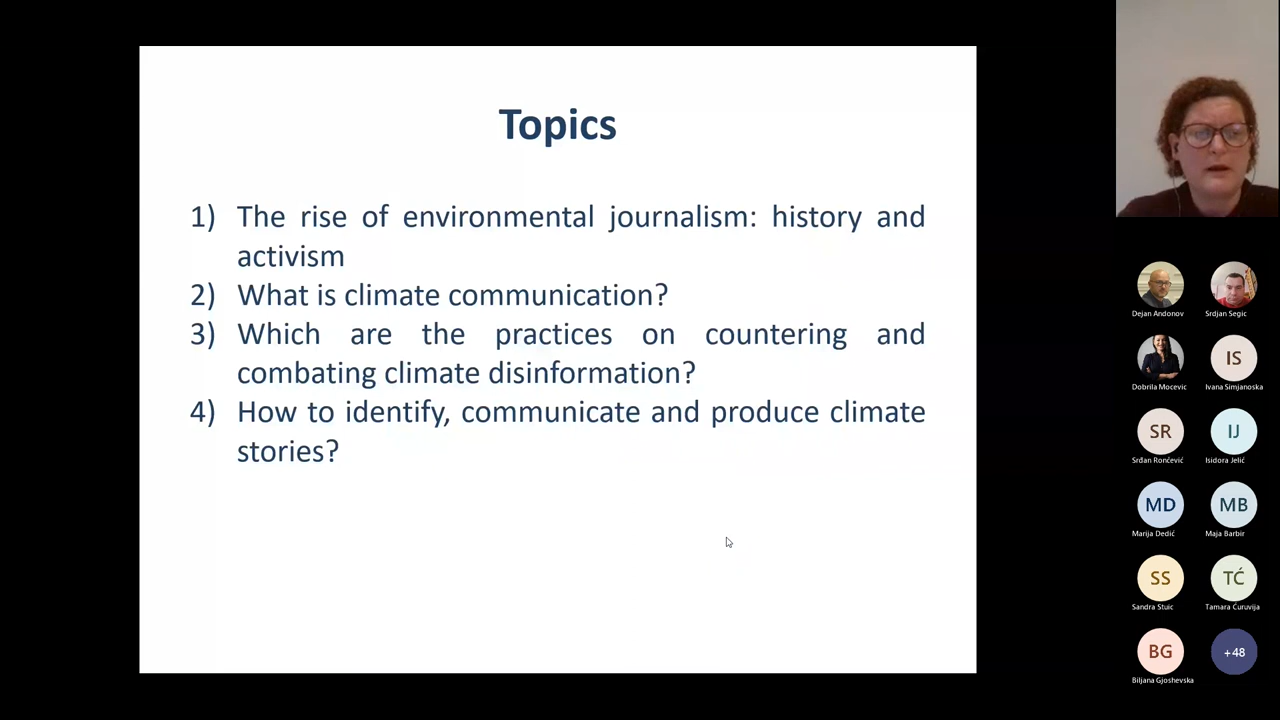 Topics
1) The rise of environmental journalism: history and
activism
2) What is climate communication?
3) Which are the practices on countering and
combating climate disinformation?
4) How to identify, communicate and produce climate
stories?
Dejan Andonov
Srdjan Segic
Dobrila Mocevic
IS
Ivana Simjanoska
SR
Srđan Rončević
IJ
Isidora Jelić
MD
Marija Dedić
MB
Maja Barbir
SS
Sandra Stuic
TĆ
Tamara Ćuruvija
BG
Biljana Gjoshevska
+48